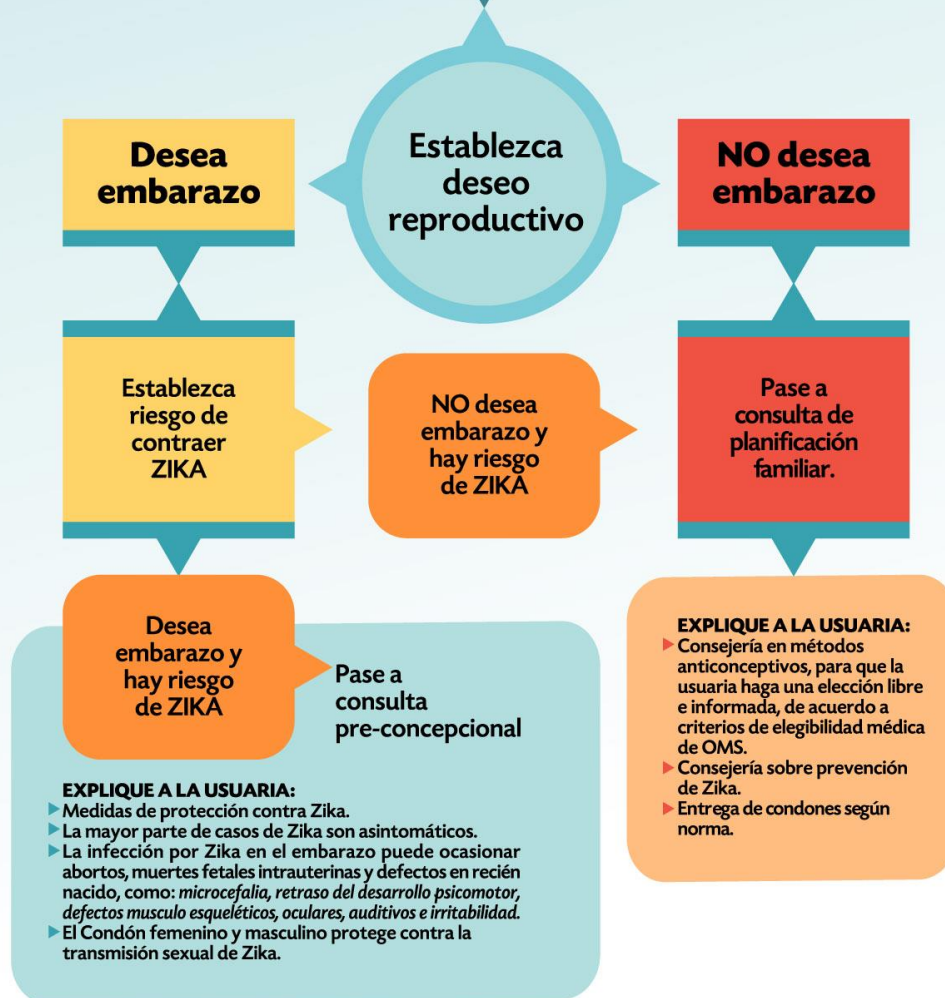 Establezca
deseo
reproductivo
Desea
embarazo
NO desea
embarazo
Establezca
riesgo de
contraer
ZIKA
NO desea
embarazo y
hay riesgo
de ZIKA
Pase a
consulta de
planificación
familiar.
Desea
embarazo y
hay riesgo
de ZIKA
Pase a
consulta
pre-concepcional
EXPLIQUE A LA USUARIA:
Medidas de protección contra Zika.
La mayor parte de casos de Zika son asintomáticos.
La infección por Zika en el embarazo puede ocasionar
abortos, muertes fetales intrauterinas y defectos en recién
nacido, como: microcefalia, retraso del desarrollo psicomotor,
defectos musculo esqueléticos, oculares, auditivos e irritabilidad.
El Condón femenino y masculino protege contra la
transmisión sexual de Zika.
EXPLIQUE A LA USUARIA:
Consejería en métodos
anticonceptivos, para que la
usuaria haga una elección libre
e informada, de acuerdo a
criterios de elegibilidad médica
de OMS.
Consejería sobre prevención
de Zika.
Entrega de condones según
norma.